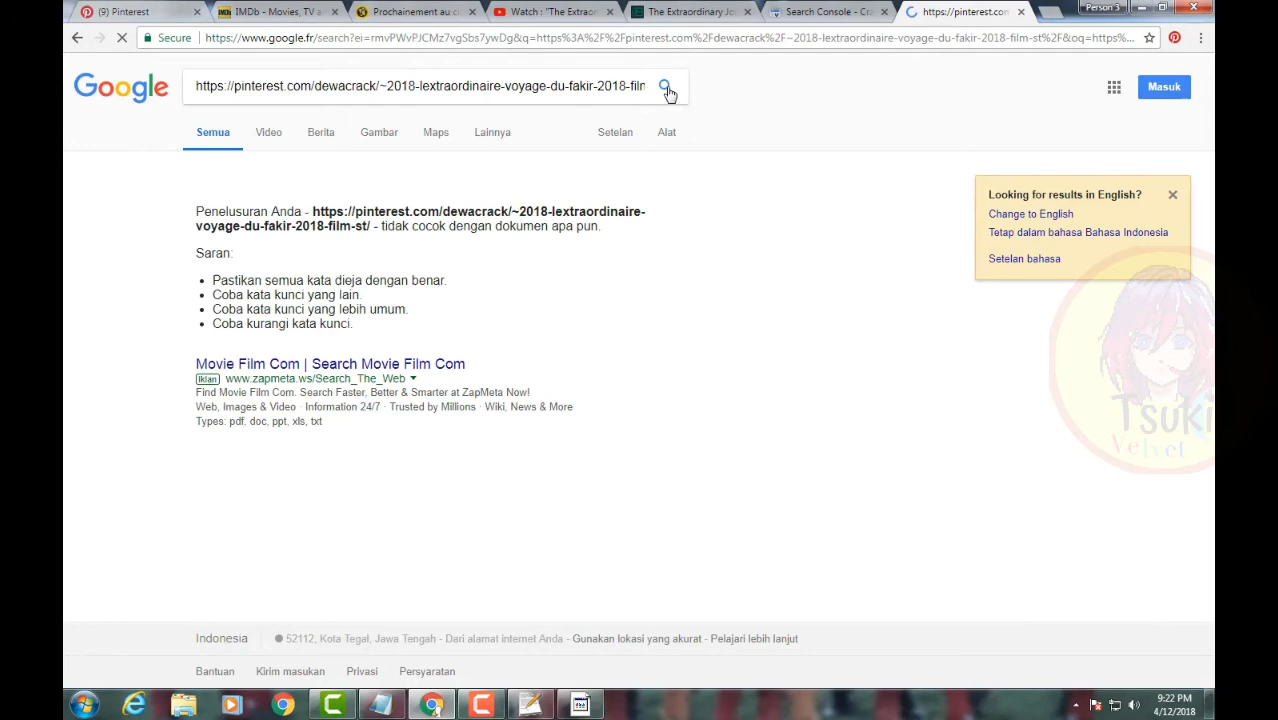 (9) Pinterest
IMDb - Movies, TV a
Prochainement au ci
Watch : "The Extraor
The Extraordinary Jo
Search Console - Cra
https://pinterest.com
Person 3
Secure
https://www.google.fr/search?ei=rmvPWvPJCMz7vgSbs7ywDg&q=https%3A%2F%2Fpinterest.com%2Fdewacrack%2F~2018-lextraordinaire-voyage-du-fakir-2018-film-st%2F&oq=https%...
Google
https://pinterest.com/dewacrack/~2018-lextraordinaire-voyage-du-fakir-2018-film
Masuk
Semua
Video
Berita
Gambar
Maps
Lainnya
Setelan
Alat
Penelusuran Anda - https://pinterest.com/dewacrack/~2018-lextraordinaire-
voyage-du-fakir-2018-film-st/ - tidak cocok dengan dokumen apa pun.
Saran:
Pastikan semua kata dieja dengan benar.
Coba kata kunci yang lain.
Coba kata kunci yang lebih umum.
Coba kurangi kata kunci.
Movie Film Com | Search Movie Film Com
Iklan www.zapmeta.ws/Search_The_Web
Find Movie Film Com. Search Faster, Better & Smarter at ZapMeta Now!
Web, Images & Video · Information 24/7 · Trusted by Millions · Wiki, News & More
Types: pdf, doc, ppt, xls, txt
Looking for results in English?
Change to English
Tetap dalam bahasa Bahasa Indonesia
Setelan bahasa
Tsuki
Velvet
Indonesia
52112, Kota Tegal, Jawa Tengah - Dari alamat internet Anda - Gunakan lokasi yang akurat - Pelajari lebih lanjut
Bantuan
Kirim masukan
Privasi
Persyaratan
9:22 PM
4/12/2018